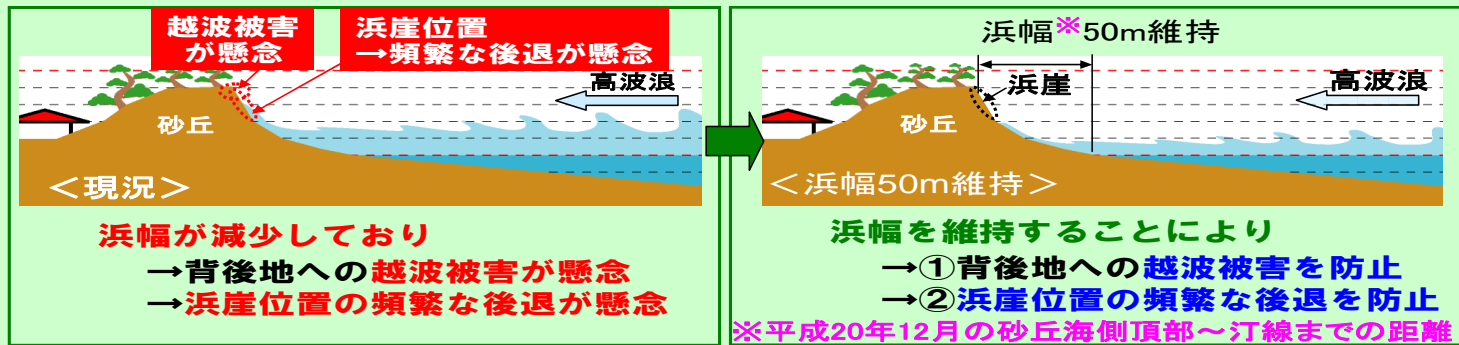 越波被害
が懸念
浜崖位置
→頻繁な後退が懸念
高波浪
砂丘
＜現況＞
浜幅が減少しており
→背後地への越波被害が懸念
→浜崖位置の頻繁な後退が懸念
浜幅※50m維持
浜崖
高波浪
砂丘
＜浜幅50m維持＞
浜幅を維持することにより
→①背後地への越波被害を防止
→②浜崖位置の頻繁な後退を防止
※平成20年12月の砂丘海側頂部～汀線までの距離